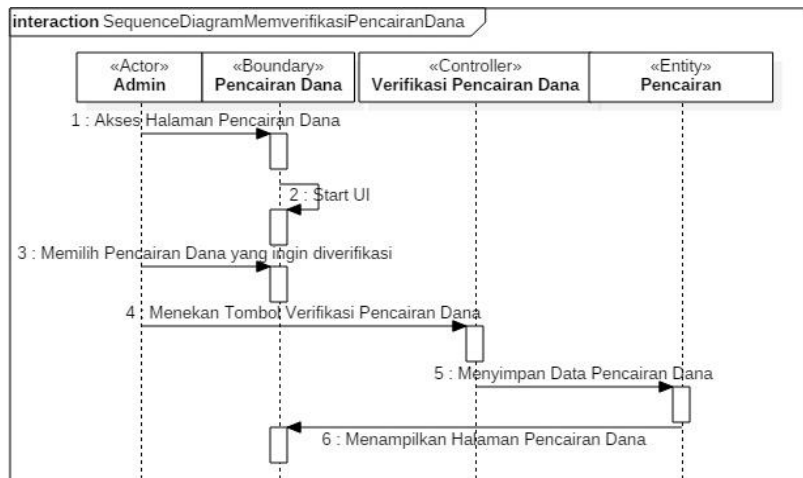 interaction SequenceDiagramMemverifikasiPencairanDana
«Actor»
Admin
«Boundary»
Pencairan Dana
«Controller»
Verifikasi Pencairan Dana
«Entity»
Pencairan
1 : Akses Halaman Pencairan Dana
2 : Start UI
3 : Memilih Pencairan Dana yang ingin diverifikasi
4 : Menekan Tombol Verifikasi Pencairan Dana
5 : Menyimpan Data Pencairan Dana
6 : Menampilkan Halaman Pencairan Dana